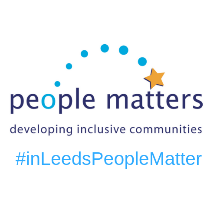 people matters
developing inclusive communities
#inLeedsPeopleMatter